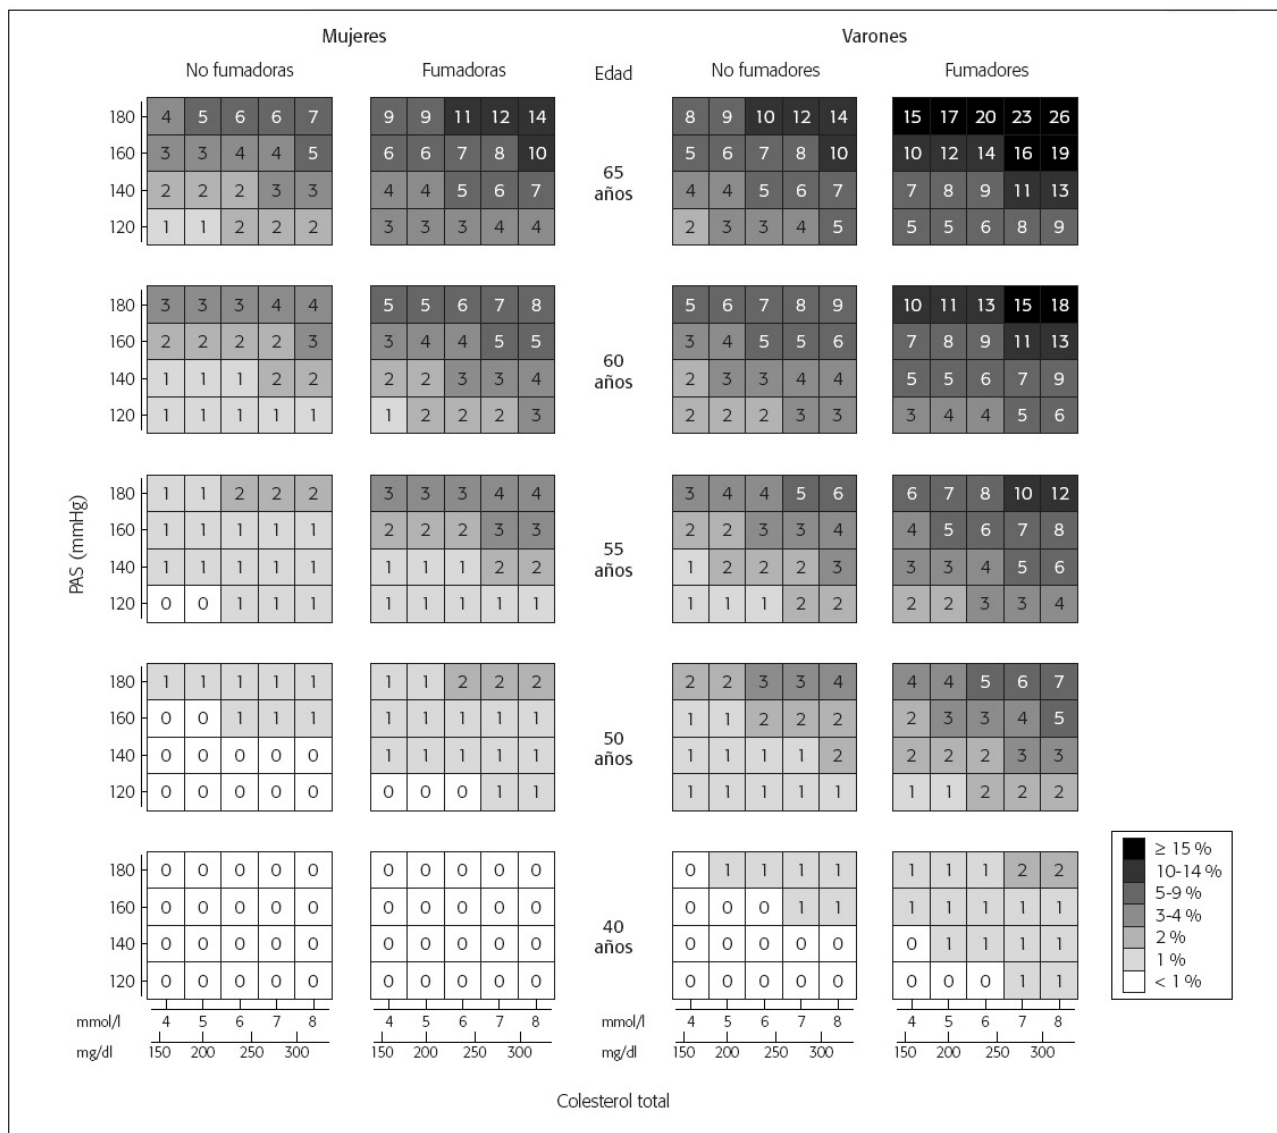 Mujeres Varones
No fumadoras Fumadoras Edad No fumadores Fumadores
180 4 5 6 6 7 9 9 11 12 14 8 9 10 12 14 15 17 20 23 26
160 3 3 4 4 5 6 6 7 8 10 5 6 7 8 10 10 12 14 16 19
65 años
140 2 2 2 3 3 4 4 5 6 7 4 4 5 6 7 7 8 9 11 13
120 1 1 2 2 2 3 3 3 4 4 2 3 3 4 5 5 5 6 8 9
180 3 3 3 4 4 5 5 6 7 8 5 6 7 8 9 10 11 13 15 18
160 2 2 2 2 3 3 4 4 5 5 3 4 5 5 6 7 8 9 11 13
60 años
140 1 1 1 2 2 2 2 3 3 4 2 3 3 4 4 5 5 6 7 9
120 1 1 1 1 1 1 2 2 2 3 2 2 2 3 3 3 4 4 5 6
PAS (mmHg)
180 1 1 2 2 2 3 3 3 4 4 3 4 4 5 6 6 7 8 10 12
160 1 1 1 1 1 2 2 2 3 3 2 2 3 3 4 4 5 6 7 8
55 años
140 1 1 1 1 1 1 1 1 2 2 1 2 2 2 3 3 3 4 5 6
120 0 0 1 1 1 1 1 1 1 1 1 1 1 2 2 2 2 3 3 4
180 1 1 1 1 1 1 1 2 2 2 2 2 3 3 4 4 4 5 6 7
160 0 0 1 1 1 1 1 1 1 1 1 1 2 2 2 2 3 3 4 5
50 años
140 0 0 0 0 0 1 1 1 1 1 1 1 1 1 2 2 2 2 3 3
120 0 0 0 0 0 0 0 0 1 1 1 1 1 1 1 1 1 2 2 2
180 0 0 0 0 0 0 0 0 0 0 0 1 1 1 1 1 1 1 2 2
160 0 0 0 0 0 0 0 0 0 0 0 0 0 1 1 1 1 1 1 1
40 años
140 0 0 0 0 0 0 0 0 0 0 0 0 0 0 0 0 1 1 1 1
120 0 0 0 0 0 0 0 0 0 0 0 0 0 0 0 0 0 0 1 1
mmol/l 4 5 6 7 8 4 5 6 7 8 mmol/l 4 5 6 7 8 4 5 6 7 8
mg/dl 150 200 250 300 150 200 250 300 mg/dl 150 200 250 300 150 200 250 300
Colesterol total
≥ 15 %
10-14 %
5-9 %
3-4 %
2 %
1 %
< 1 %